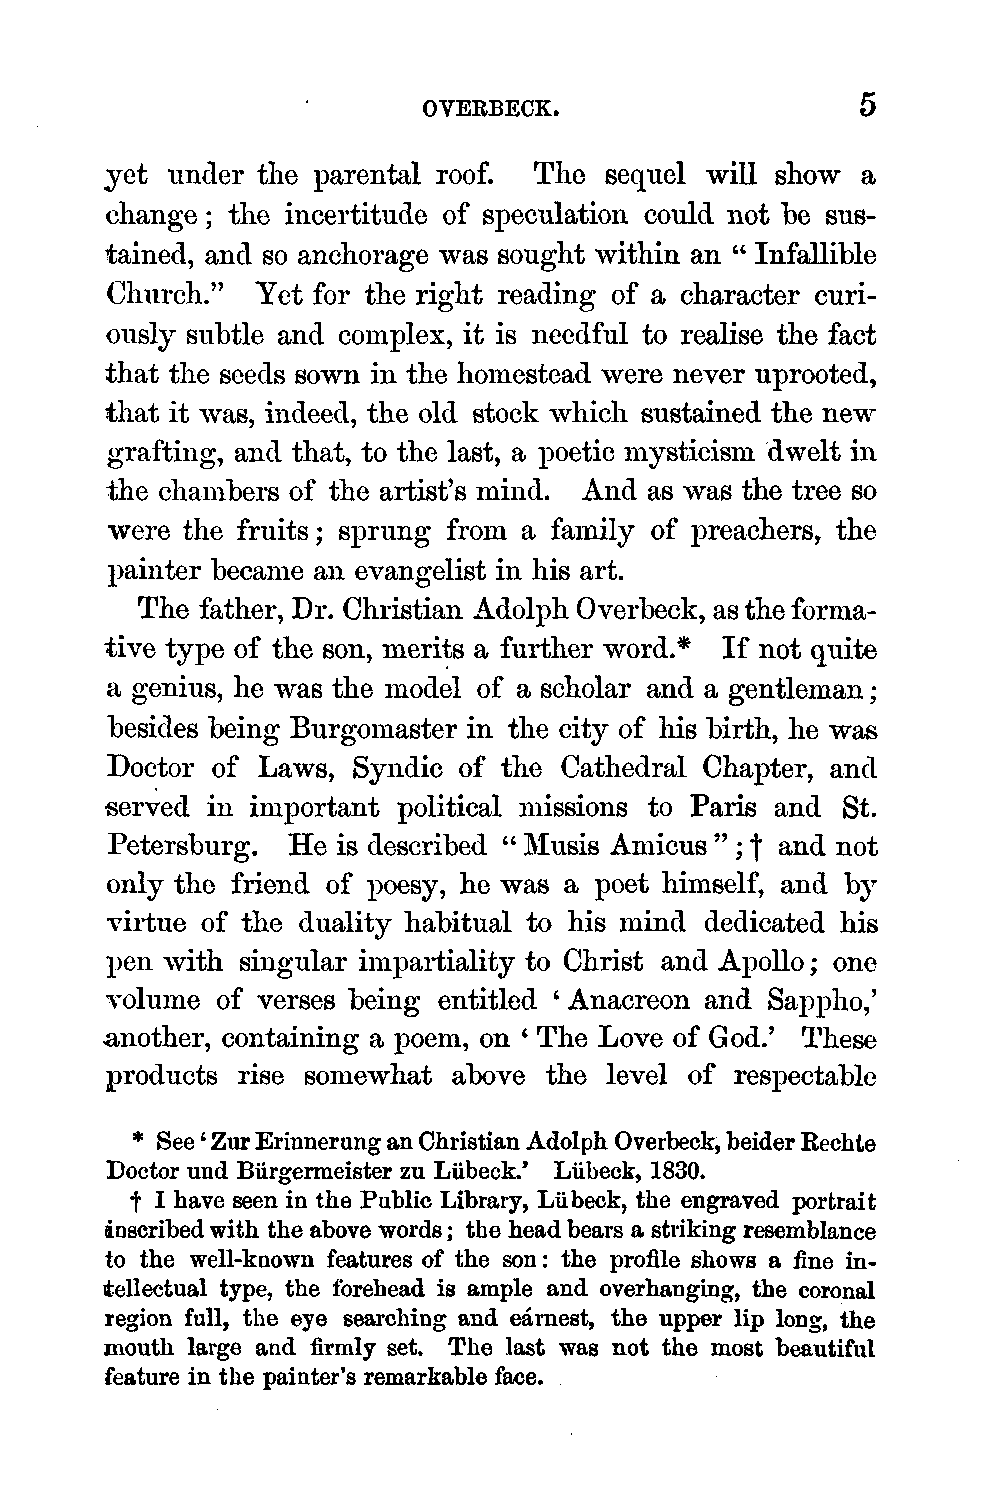 OVERBECK. 5
yet under the parental roof. The sequel will show a
change; the incertitude of speculation could not be sus-
tained, and so anchorage was sought within an “ Infallible
Church.” Yet for the right reading of a character curi-
ously subtle and complex, it is needful to realise the fact
that the seeds sown in the homestead were never uprooted,
that it was, indeed, the old stock which sustained the new
grafting, and that, to the last, a poetic mysticism dwelt in
the chambers of the artist’s mind. And as was the tree so
were the fruits; sprung from a family of preachers, the
painter became an evangelist in his art.
The father, Dr. Christian Adolph Overbeck, as the forma-
tive type of the son, merits a further word.* If not quite
a genius, he was the model of a scholar and a gentleman;
besides being Burgomaster in the city of his birth, he was
Doctor of Laws, Syndic of the Cathedral Chapter, and
served in important political missions to Paris and St.
Petersburg. He is described “ Musis Amicus ” ; † and not
only the friend of poesy, he was a poet himself, and by
virtue of the duality habitual to his mind dedicated his
pen with singular impartiality to Christ and Apollo; one
volume of verses being entitled ‘ Anacreon and Sappho,’
another, containing a poem, on ‘ The Love of God.’ These
products rise somewhat above the level of respectable
* See ‘ Zur Erinnerung an Christian Adolph Overbeck, beider Rechte
Doctor und Bürgermeister zu Lübeck.’ Lübeck, 1830.
† I have seen in the Public Library, Lübeck, the engraved portrait
inscribed with the above words; the head bears a striking resemblance
to the well-known features of the son: the profile shows a fine in-
tellectual type, the forehead is ample and overhanging, the coronal
region full, the eye searching and earnest, the upper lip long, the
mouth large and firmly set. The last was not the most beautiful
feature in the painter’s remarkable face.